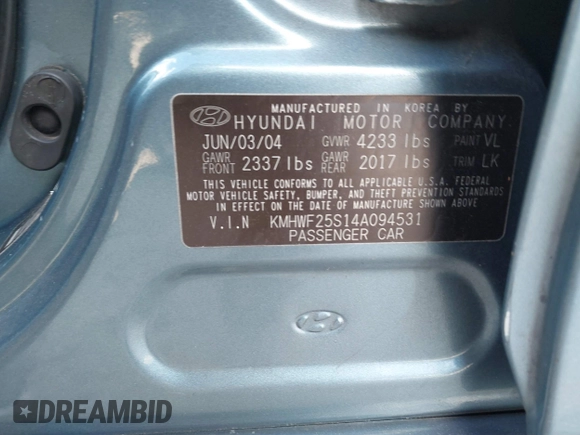 MANUFACTURED IN KOREA BY
HYUNDAI MOTOR COMPANY
JUN/03/04 GVWR 4233 lbs PAINT VL
GAWR FRONT 2337 lbs GAWR REAR 2017 lbs TRIM LK
THIS VEHICLE CONFORMS TO ALL APPLICABLE U.S.A. FEDERAL
MOTOR VEHICLE SAFETY, BUMPER, AND THEFT PREVENTION STANDARDS
IN EFFECT ON THE DATE OF MANUFACTURE SHOWN ABOVE
V.I.N KMHWF25S14A094531
PASSENGER CAR
DREAMBID